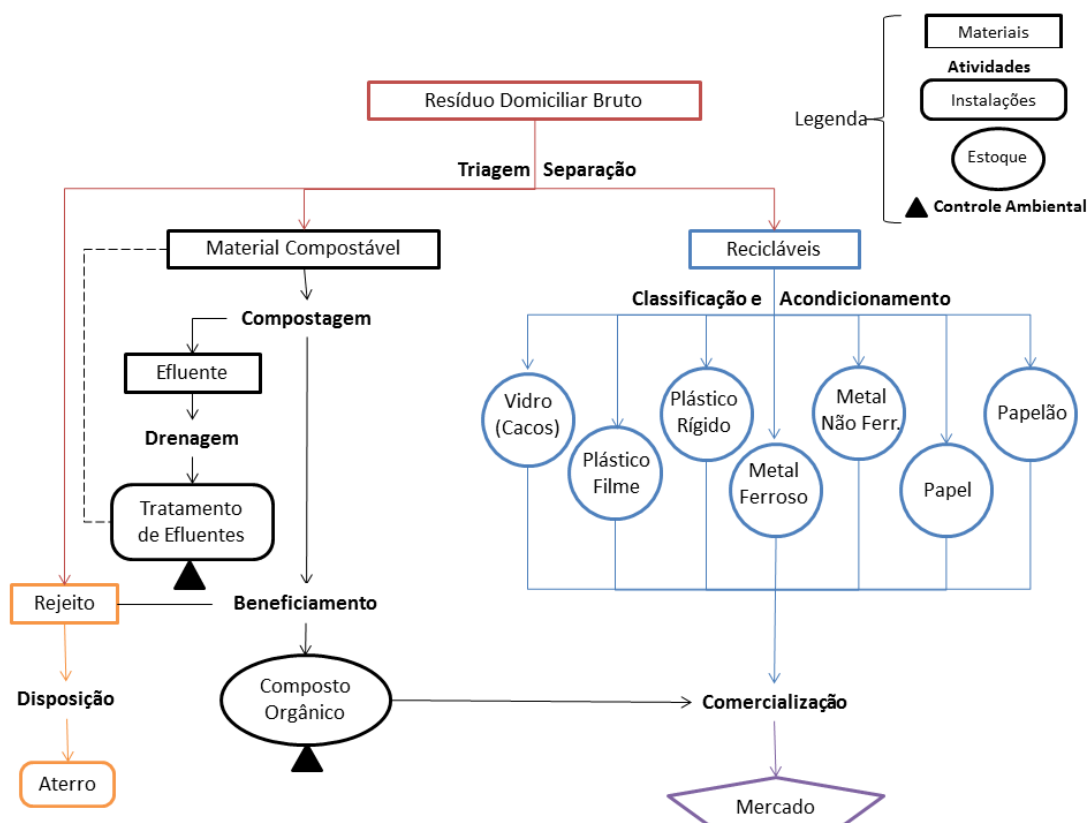 Materiais
Atividades
Instalações
Legenda
Estoque
Controle Ambiental
Resíduo Domiciliar Bruto
Triagem Separação
Material Compostável
Recicláveis
Classificação e Acondicionamento
Compostagem
Efluente
Drenagem
Tratamento
de Efluentes
Vidro
(Cacos)
Plástico
Filme
Plástico
Rígido
Metal
Ferroso
Metal
Não Ferr.
Papel
Papelão
Rejeito
Beneficiamento
Disposição
Composto
Orgânico
Comercialização
Aterro
Mercado